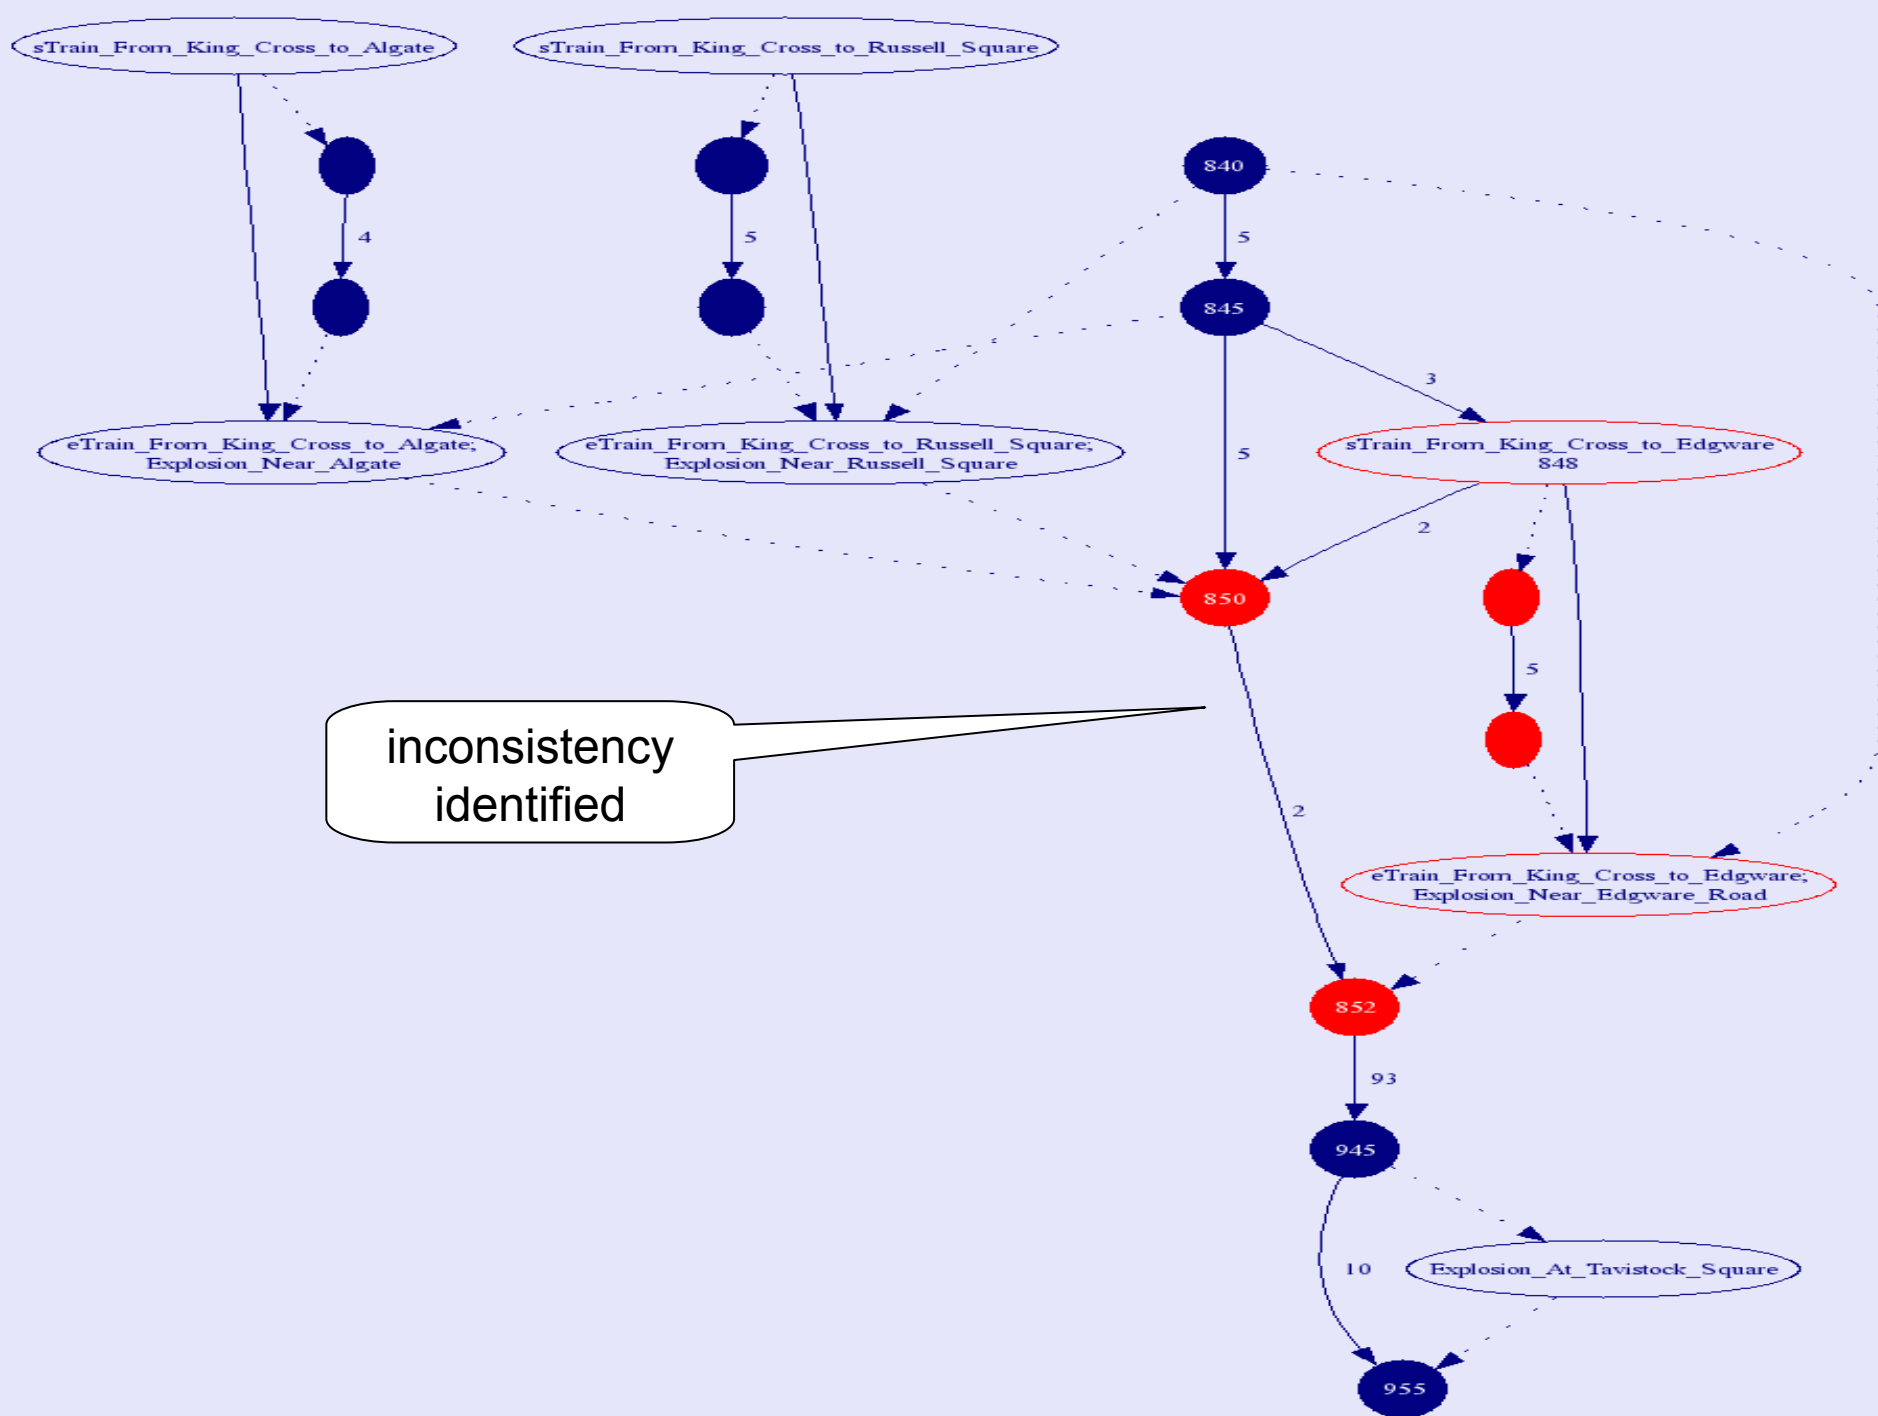 sTrain_From_King_Cross_to_Algate
sTrain_From_King_Cross_to_Russell_Square
840
4
5
5
845
3
eTrain_From_King_Cross_to_Algate;
Explosion_Near_Algate
eTrain_From_King_Cross_to_Russell_Square;
Explosion_Near_Russell_Square
5
sTrain_From_King_Cross_to_Edgware
848
2
850
5
inconsistency
identified
2
eTrain_From_King_Cross_to_Edgware;
Explosion_Near_Edgware_Road
852
93
945
10
Explosion_At_Tavistock_Square
955